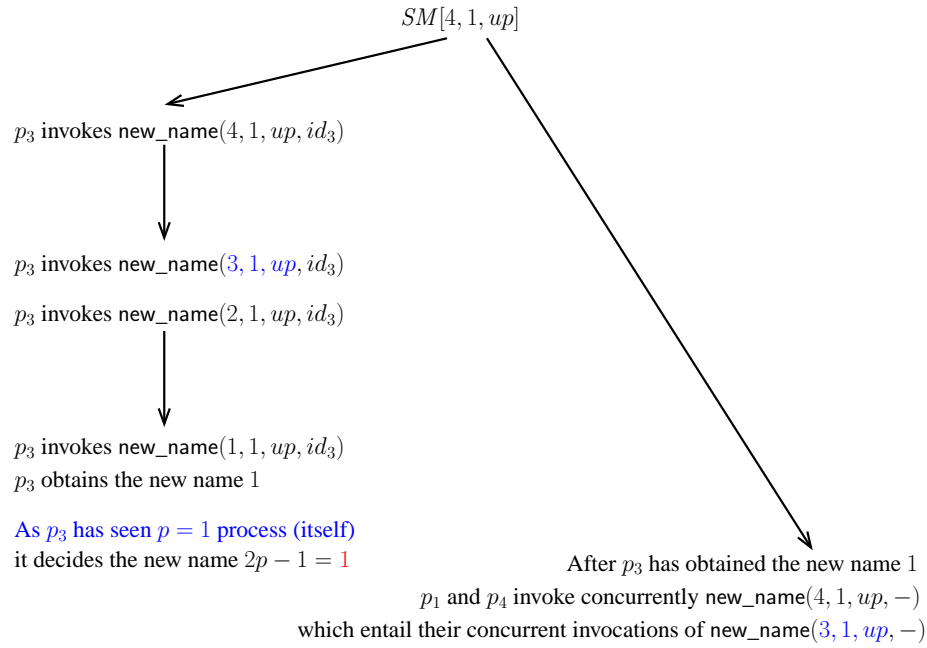 SM[4, 1, up]
p₃ invokes new_name(4, 1, up, id₃)
p₃ invokes new_name(3, 1, up, id₃)
p₃ invokes new_name(2, 1, up, id₃)
p₃ invokes new_name(1, 1, up, id₃)
p₃ obtains the new name 1
As p₃ has seen p = 1 process (itself)
it decides the new name 2p − 1 = 1
After p₃ has obtained the new name 1
p₁ and p₄ invoke concurrently new_name(4, 1, up, −)
which entail their concurrent invocations of new_name(3, 1, up, −)